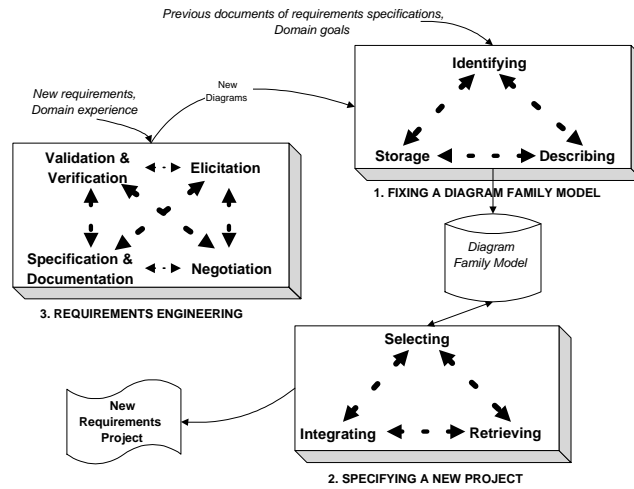 Previous documents of requirements specifications,
Domain goals
New requirements,
Domain experience
New
Diagrams
Identifying
Storage
Describing
1. FIXING A DIAGRAM FAMILY MODEL
Validation &
Verification
Elicitation
Specification &
Documentation
Negotiation
3. REQUIREMENTS ENGINEERING
Diagram
Family Model
Selecting
Integrating
Retrieving
2. SPECIFYING A NEW PROJECT
New
Requirements
Project